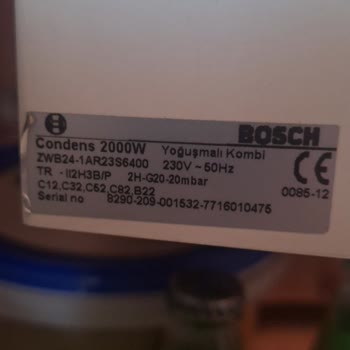 BOSCH
Condens 2000W Yoğuşmalı Kombi
ZWB24-1AR23S6400 230V ~ 50Hz
TR - II2H3B/P 2H-G20-20mbar
C12,C32,C52,C82,B22
Serial no 8290-209-001532-7716010475
CE
0085-12